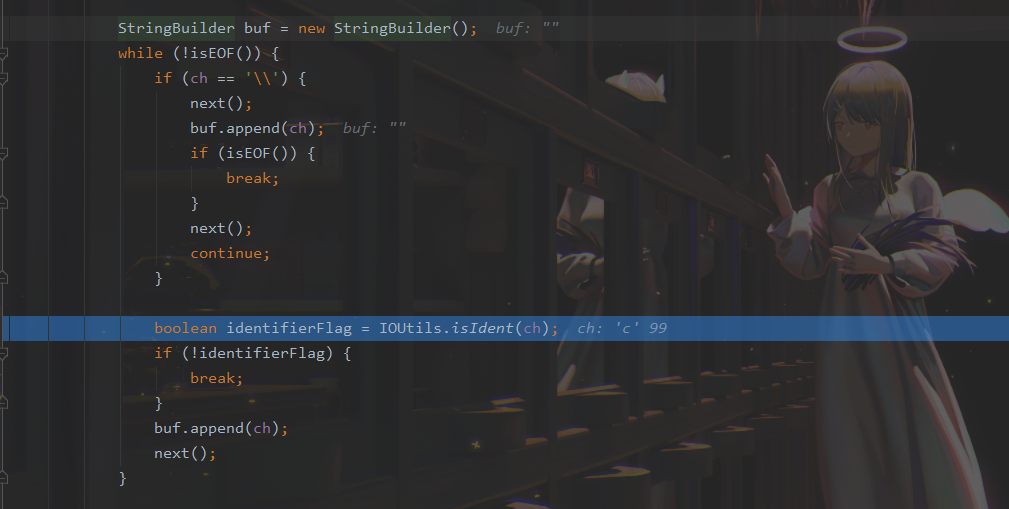 StringBuilder buf = new StringBuilder(); buf: ""
while (!isEOF()) {
if (ch == '\\') {
next();
buf.append(ch); buf: ""
if (isEOF()) {
break;
}
next();
continue;
}
boolean identifierFlag = IOUtils.isIdent(ch); ch: 'c' 99
if (!identifierFlag) {
break;
}
buf.append(ch);
next();
}